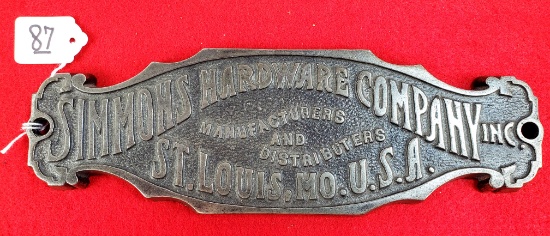 87
SIMMONS HARDWARE COMPANY INC
MANUFACTURERS
AND
DISTRIBUTERS
ST. LOUIS, MO. U.S.A.